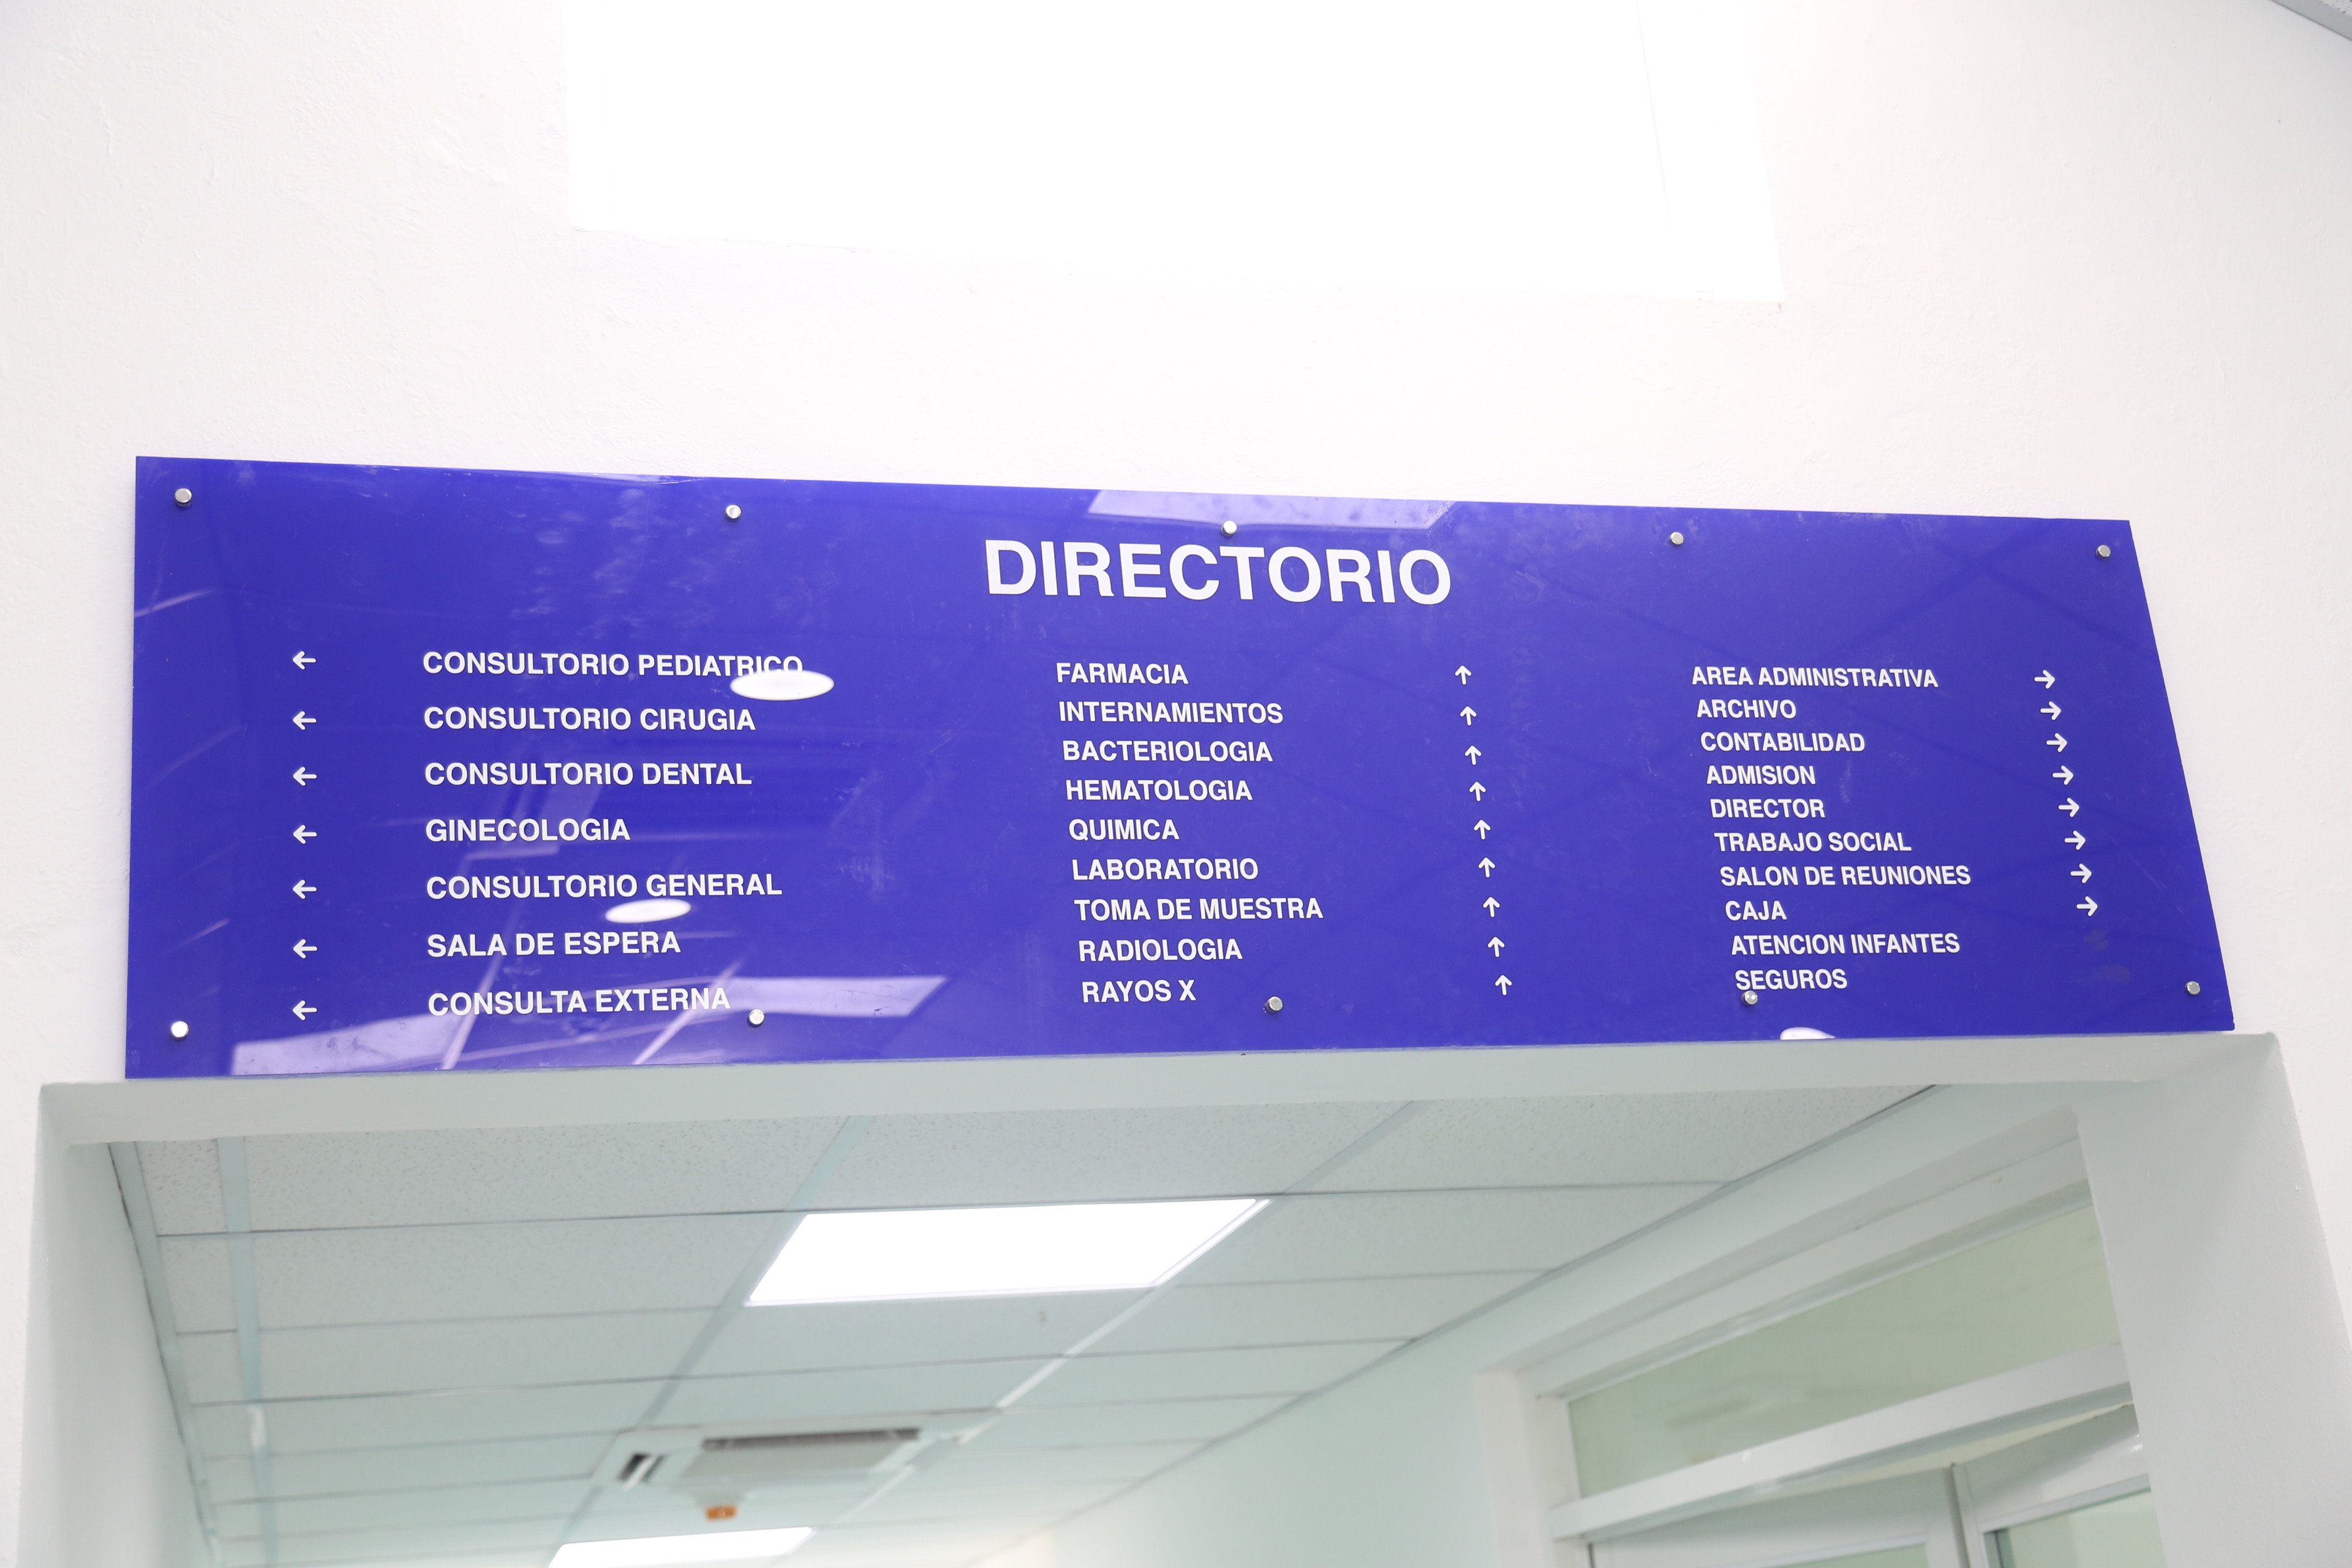 DIRECTORIO
← CONSULTORIO PEDIATRICO
← CONSULTORIO CIRUGIA
← CONSULTORIO DENTAL
← GINECOLOGIA
← CONSULTORIO GENERAL
← SALA DE ESPERA
← CONSULTA EXTERNA
FARMACIA ↑
INTERNAMIENTOS ↑
BACTERIOLOGIA ↑
HEMATOLOGIA ↑
QUIMICA ↑
LABORATORIO ↑
TOMA DE MUESTRA ↑
RADIOLOGIA ↑
RAYOS X ↑
AREA ADMINISTRATIVA →
ARCHIVO →
CONTABILIDAD →
ADMISION →
DIRECTOR →
TRABAJO SOCIAL →
SALON DE REUNIONES →
CAJA →
ATENCION INFANTES
SEGUROS